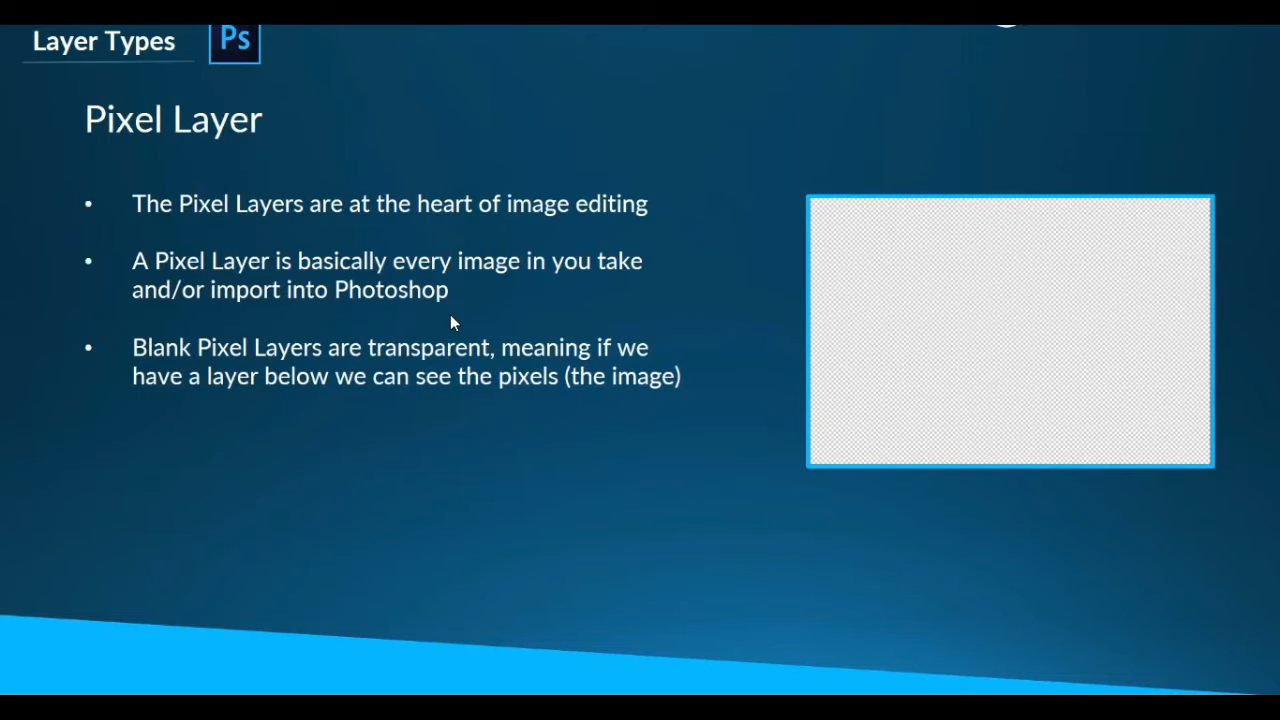 Layer Types
Ps
Pixel Layer
• The Pixel Layers are at the heart of image editing
• A Pixel Layer is basically every image in you take
and/or import into Photoshop
• Blank Pixel Layers are transparent, meaning if we
have a layer below we can see the pixels (the image)